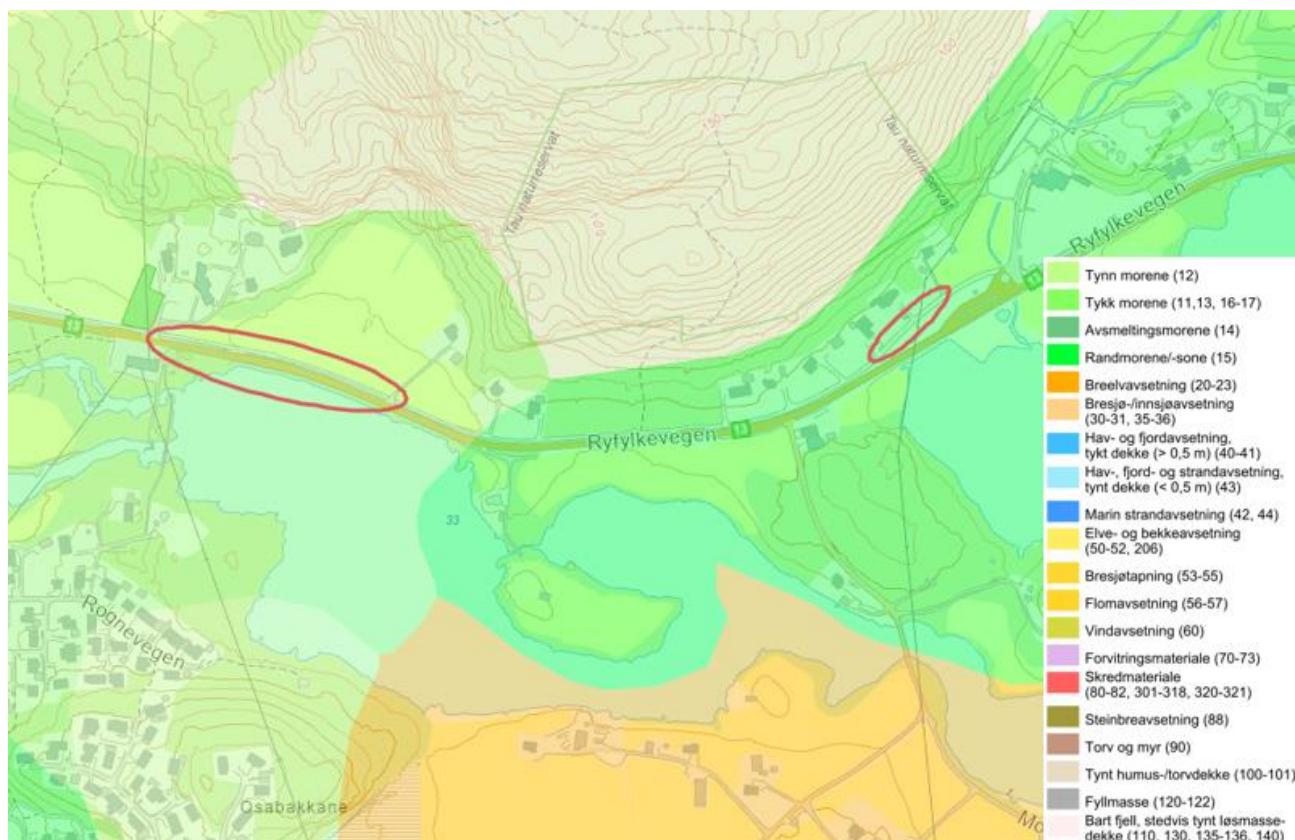 100
150
Tau naturreservat
Tau naturreservat
100
Ryfylkevegen
13
13
13
Ryfylkevegen
33
Rognevegen
Osabakkane
Mo
Tynn morene (12)
Tykk morene (11,13, 16-17)
Avsmeltingsmorene (14)
Randmorene/-sone (15)
Breelvavsetning (20-23)
Bresjø-/innsjøavsetning
(30-31, 35-36)
Hav- og fjordavsetning,
tykt dekke (> 0,5 m) (40-41)
Hav-, fjord- og strandavsetning,
tynt dekke (< 0,5 m) (43)
Marin strandavsetning (42, 44)
Elve- og bekkeavsetning
(50-52, 206)
Bresjøtapning (53-55)
Flomavsetning (56-57)
Vindavsetning (60)
Forvitringsmateriale (70-73)
Skredmateriale
(80-82, 301-318, 320-321)
Steinbreavsetning (88)
Torv og myr (90)
Tynt humus-/torvdekke (100-101)
Fyllmasse (120-122)
Bart fjell, stedvis tynt løsmasse-
dekke (110, 130, 135-136, 140)